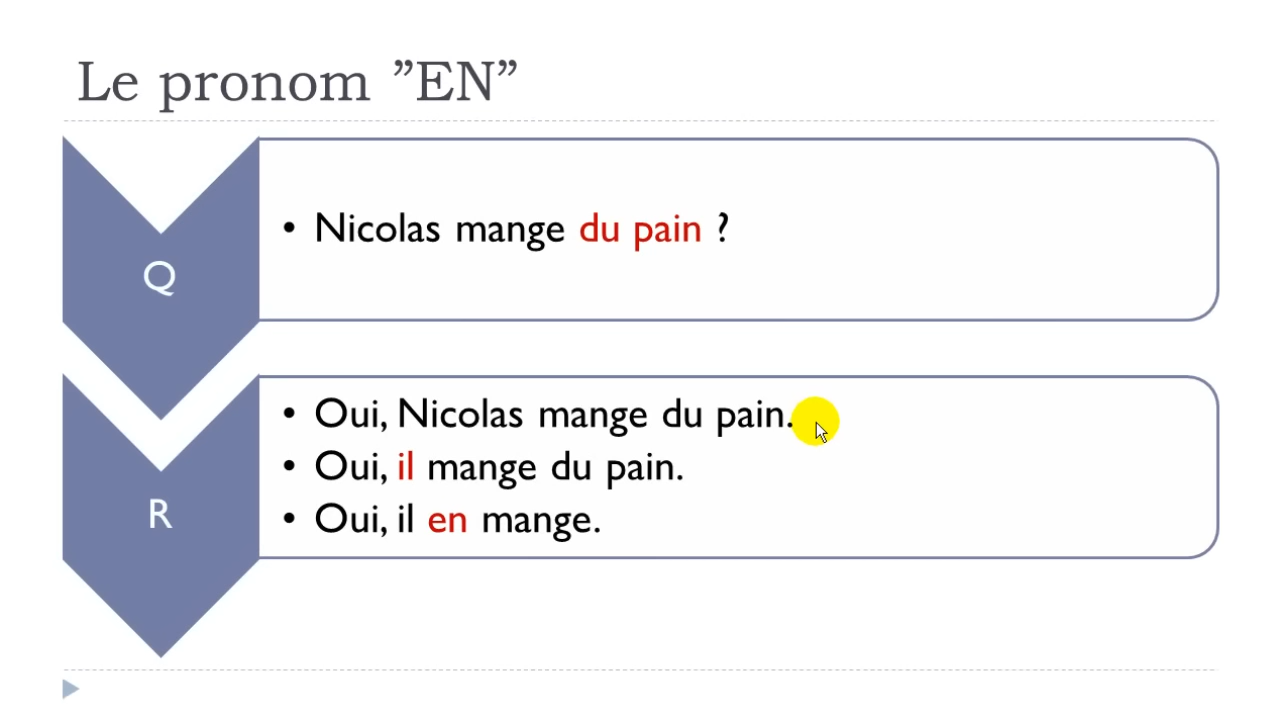 Le pronom ”EN”
Q
• Nicolas mange du pain ?
R
• Oui, Nicolas mange du pain.
• Oui, il mange du pain.
• Oui, il en mange.